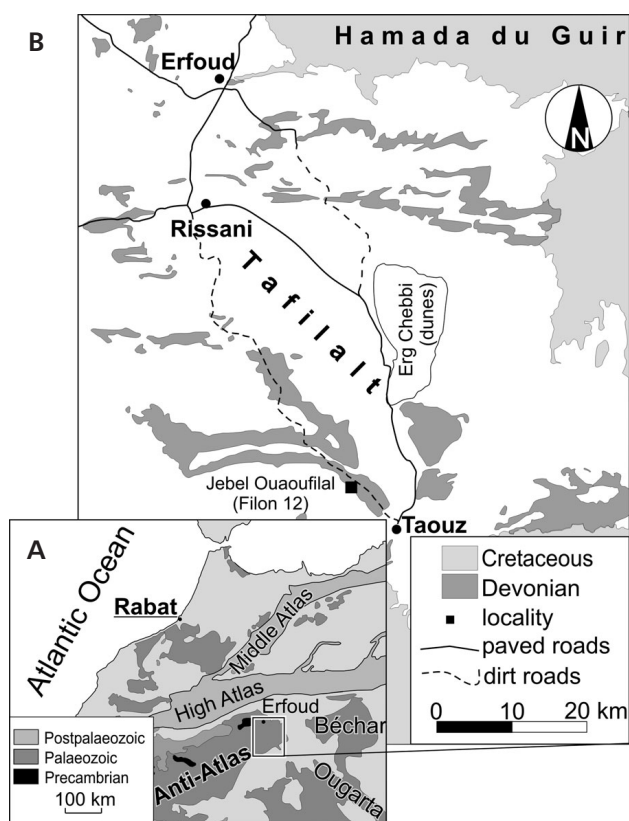 B
Hamada du Guir
Erfoud
N
Rissani
Tafilalt
Erg Chebbi
(dunes)
Jebel Ouaoufilal
(Filon 12)
Taouz
Cretaceous
Devonian
locality
paved roads
dirt roads
0 10 20 km
A
Atlantic Ocean
Rabat
Middle Atlas
High Atlas
Erfoud
Béchar
Anti-Atlas
Ougarta
Postpalaeozoic
Palaeozoic
Precambrian
100 km